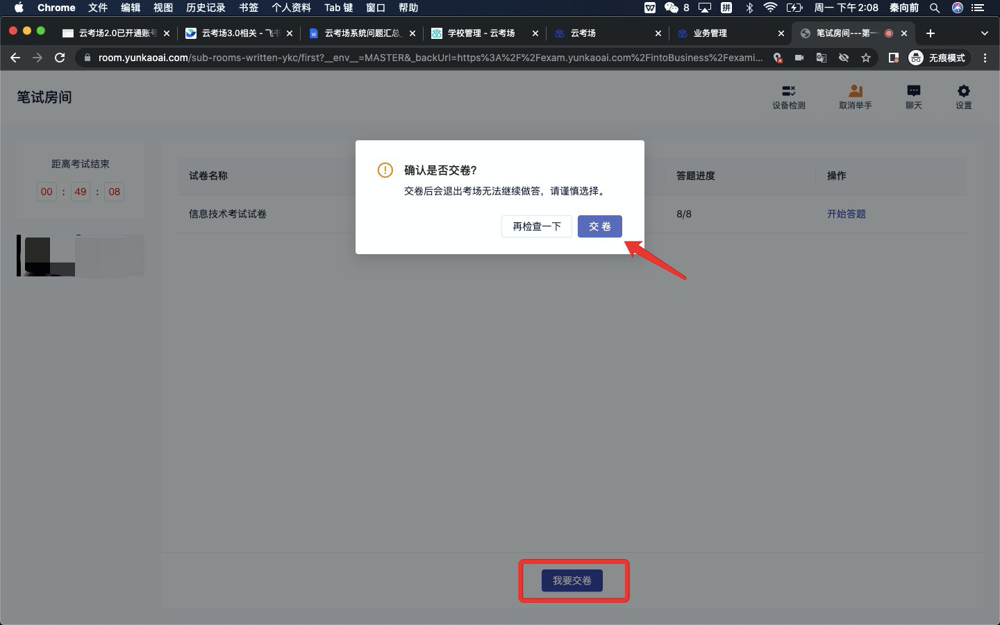 Chrome 文件 编辑 视图 历史记录 书签 个人资料 Tab 键 窗口 帮助 8 拼 周一 下午2:08 秦向前
云考场2.0已开通账号 云考场3.0相关 - 飞书 云考场系统问题汇总 学校管理 - 云考场 云考场 业务管理 笔试房间---第一
room.yunkaoai.com/sub-rooms-written-ykc/first?__env__=MASTER&_backUrl=https%3A%2F%2Fexam.yunkaoai.com%2FintoBusiness%2Fexami... 无痕模式
笔试房间
设备检测 取消举手 聊天 设置
距离考试结束
00 : 49 : 08
试卷名称 答题进度 操作
信息技术考试试卷 8/8 开始答题
确认是否交卷?
交卷后会退出考场无法继续做答，请谨慎选择。
再检查一下 交 卷
我要交卷